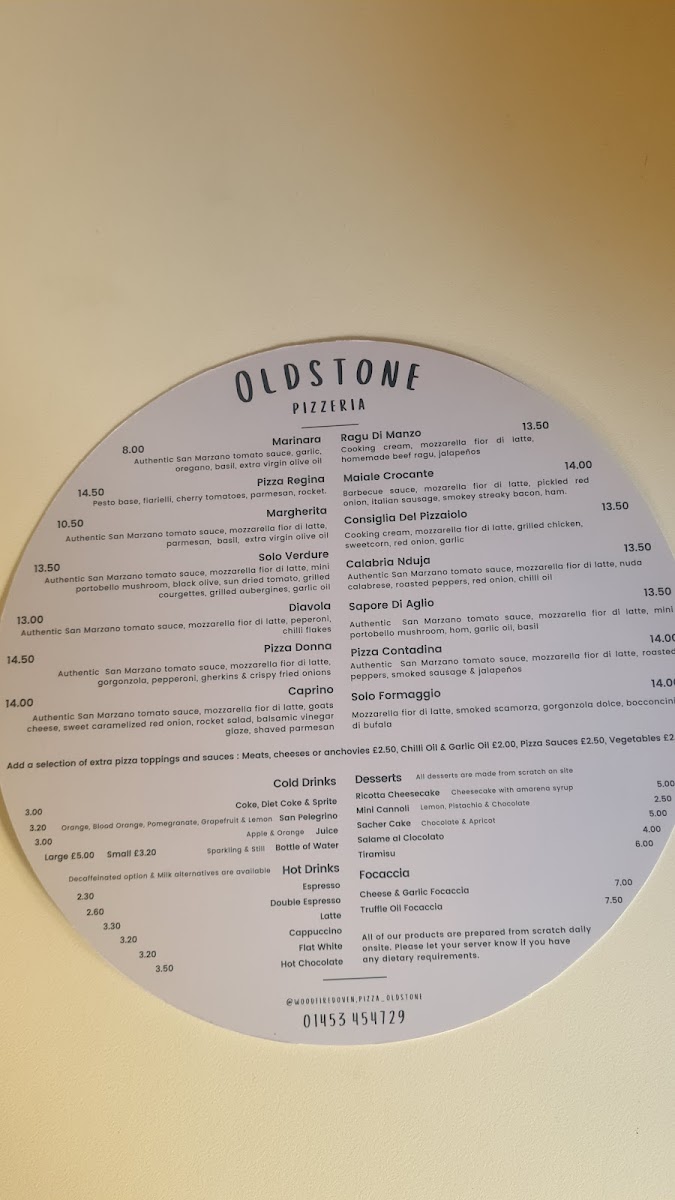 OLDSTONE
PIZZERIA
8.00 Marinara
Authentic San Marzano tomato sauce, garlic,
oregano, basil, extra virgin olive oil
14.50 Pizza Regina
Pesto base, fiarielli, cherry tomatoes, parmesan, rocket.
10.50 Margherita
Authentic San Marzano tomato sauce, mozzarella fior di latte,
parmesan, basil, extra virgin olive oil
13.50 Solo Verdure
Authentic San Marzano tomato sauce, mozzarella fior di latte, mini
portobello mushroom, black olive, sun dried tomato, grilled
courgettes, grilled aubergines, garlic oil
13.00 Diavola
Authentic San Marzano tomato sauce, mozzarella fior di latte, peperoni,
chilli flakes
14.50 Pizza Donna
Authentic San Marzano tomato sauce, mozzarella fior di latte,
gorgonzola, pepperoni, gherkins & crispy fried onions
14.00 Caprino
Authentic San Marzano tomato sauce, mozzarella fior di latte, goats
cheese, sweet caramelized red onion, rocket salad, balsamic vinegar
glaze, shaved parmesan
Ragu Di Manzo 13.50
Cooking cream, mozzarella fior di latte,
homemade beef ragu, jalapeños
Maiale Crocante 14.00
Barbecue sauce, mozarella fior di latte, pickled red
onion, italian sausage, smokey streaky bacon, ham.
Consiglia Del Pizzaiolo 13.50
Cooking cream, mozzarella fior di latte, grilled chicken,
sweetcorn, red onion, garlic
Calabria Nduja 13.50
Authentic San Marzano tomato sauce, mozzarella fior di latte, nuda
calabrese, roasted peppers, red onion, chilli oil
Sapore Di Aglio 13.50
Authentic San Marzano tomato sauce, mozzarella fior di latte, mini
portobello mushroom, hom, garlic oil, basil
Pizza Contadina 14.00
Authentic San Marzano tomato sauce, mozzarella fior di latte, roasted
peppers, smoked sausage & jalapeños
Solo Formaggio 14.0
Mozzarella fior di latte, smoked scamorza, gorgonzola dolce, bocconcini
di bufala
Add a selection of extra pizza toppings and sauces : Meats, cheeses or anchovies £2.50, Chilli Oil & Garlic Oil £2.00, Pizza Sauces £2.50, Vegetables £2
Cold Drinks
3.00 Coke, Diet Coke & Sprite
3.20 Orange, Blood Orange, Pomegranate, Grapefruit & Lemon San Pelegrino
3.00 Apple & Orange Juice
Large £5.00 Small £3.20 Sparkling & Still Bottle of Water
Decaffeinated option & Milk alternatives are available Hot Drinks
2.30 Espresso
2.60 Double Espresso
3.30 Latte
3.20 Cappuccino
3.20 Flat White
3.50 Hot Chocolate
Desserts All desserts are made from scratch on site
Ricotta Cheesecake Cheesecake with amarena syrup 5.00
Mini Cannoli Lemon, Pistachio & Chocolate 2.50
Sacher Cake Chocolate & Apricot 5.00
Salame al Ciocolato 4.00
Tiramisu 6.00
Focaccia
Cheese & Garlic Focaccia 7.00
Truffle Oil Focaccia 7.50
All of our products are prepared from scratch daily
onsite. Please let your server know if you have
any dietary requirements.
@WOODFIREDOVEN.PIZZA_OLDSTONE
01453 454729